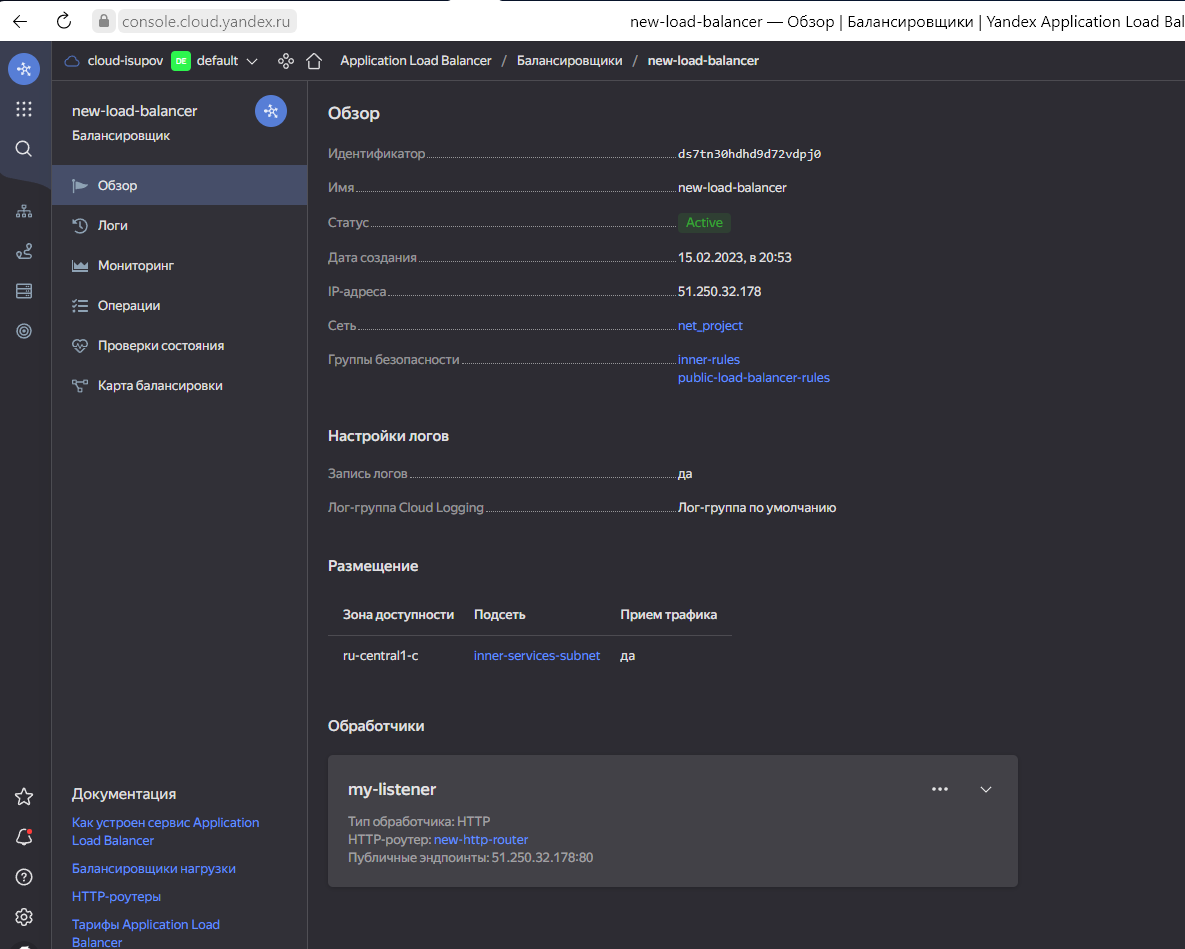 console.cloud.yandex.ru
new-load-balancer — Обзор | Балансировщики | Yandex Application Load Bal
cloud-isupov DE default
Application Load Balancer / Балансировщики / new-load-balancer
new-load-balancer
Балансировщик
Обзор
Логи
Мониторинг
Операции
Проверки состояния
Карта балансировки
Документация
Как устроен сервис Application
Load Balancer
Балансировщики нагрузки
HTTP-роутеры
Тарифы Application Load
Balancer
Обзор
Идентификатор ds7tn30hdhd9d72vdpj0
Имя new-load-balancer
Статус Active
Дата создания 15.02.2023, в 20:53
IP-адреса 51.250.32.178
Сеть net_project
Группы безопасности inner-rules
public-load-balancer-rules
Настройки логов
Запись логов да
Лог-группа Cloud Logging Лог-группа по умолчанию
Размещение
Зона доступности Подсеть Прием трафика
ru-central1-c inner-services-subnet да
Обработчики
my-listener
Тип обработчика: HTTP
HTTP-роутер: new-http-router
Публичные эндпоинты: 51.250.32.178:80